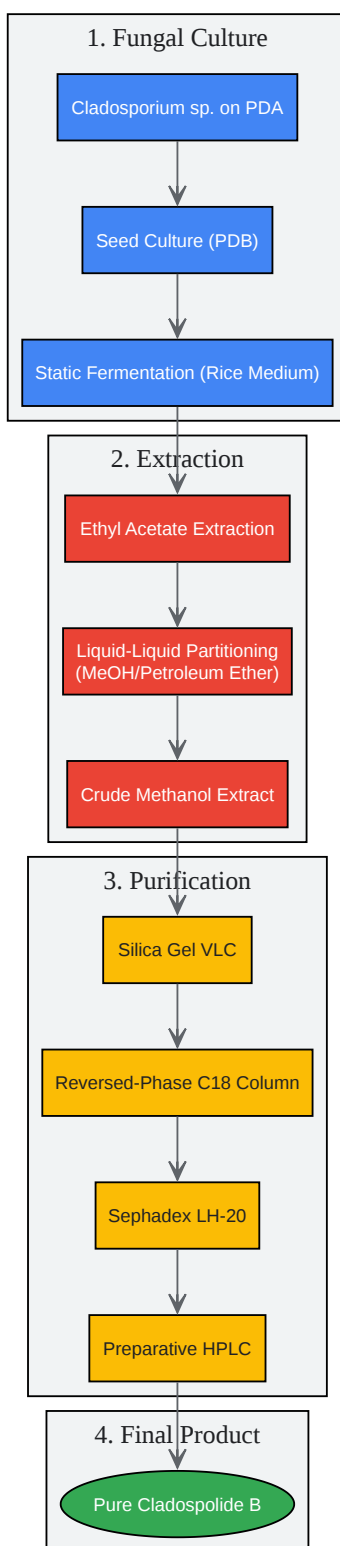 1. Fungal Culture
Cladosporium sp. on PDA
Seed Culture (PDB)
Static Fermentation (Rice Medium)
2. Extraction
Ethyl Acetate Extraction
Liquid-Liquid Partitioning
(MeOH/Petroleum Ether)
Crude Methanol Extract
3. Purification
Silica Gel VLC
Reversed-Phase C18 Column
Sephadex LH-20
Preparative HPLC
4. Final Product
Pure Cladospolide B